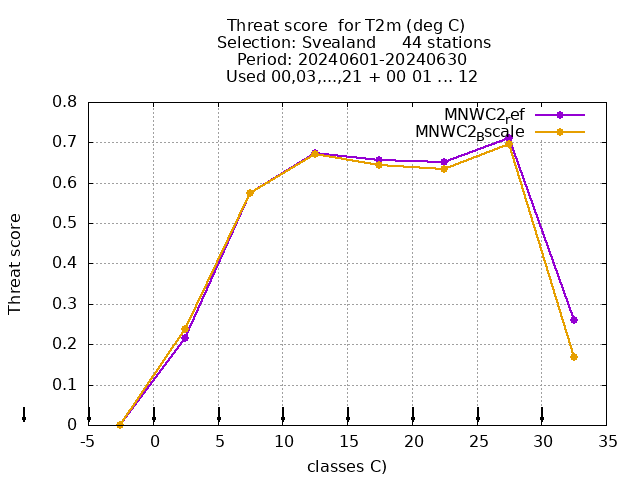 Threat score  for T2m (deg C)
Selection: Svealand     44 stations
Period: 20240601-20240630
Used 00,03,...,21 + 00 01 ... 12
MNWC2ref
MNWC2Bscale
0.8
0.7
0.6
0.5
0.4
0.3
0.2
0.1
0
Threat score
-5 0 5 10 15 20 25 30 35
classes C)